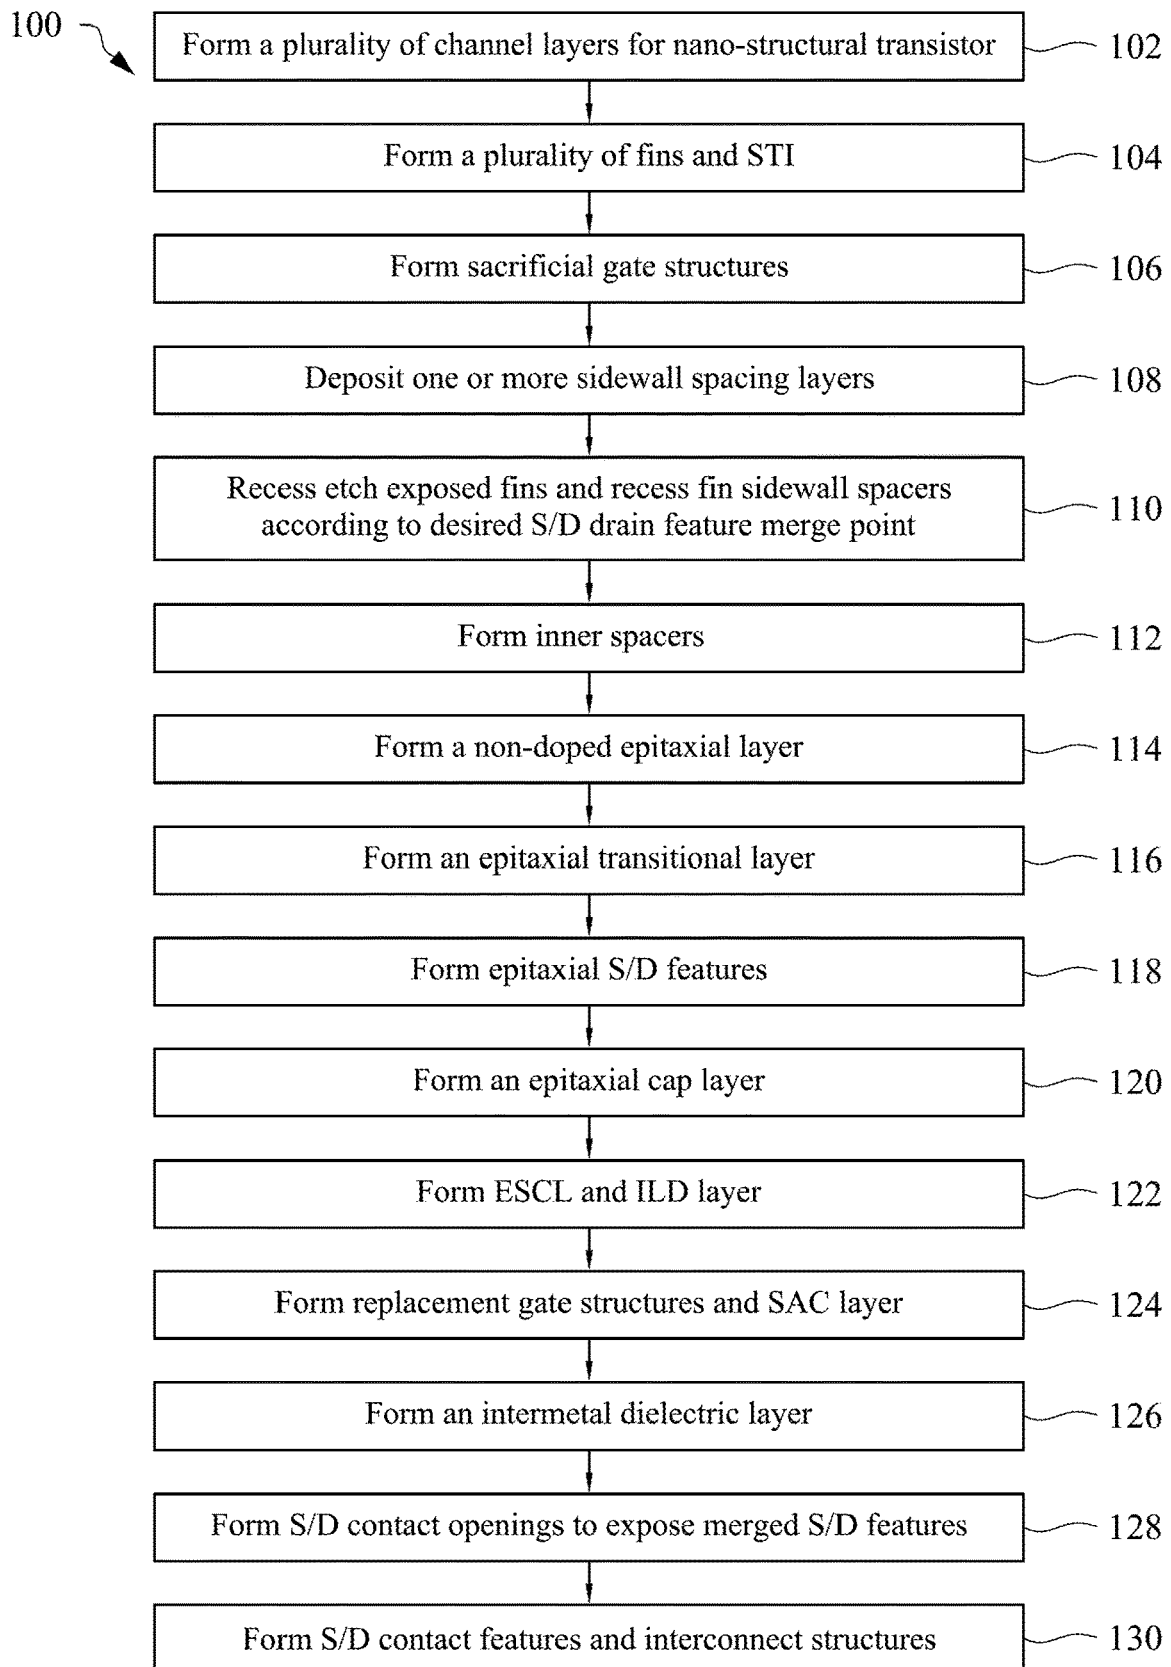 100
Form a plurality of channel layers for nano-structural transistor
102
Form a plurality of fins and STI
104
Form sacrificial gate structures
106
Deposit one or more sidewall spacing layers
108
Recess etch exposed fins and recess fin sidewall spacers
according to desired S/D drain feature merge point
110
Form inner spacers
112
Form a non-doped epitaxial layer
114
Form an epitaxial transitional layer
116
Form epitaxial S/D features
118
Form an epitaxial cap layer
120
Form ESCL and ILD layer
122
Form replacement gate structures and SAC layer
124
Form an intermetal dielectric layer
126
Form S/D contact openings to expose merged S/D features
128
Form S/D contact features and interconnect structures
130